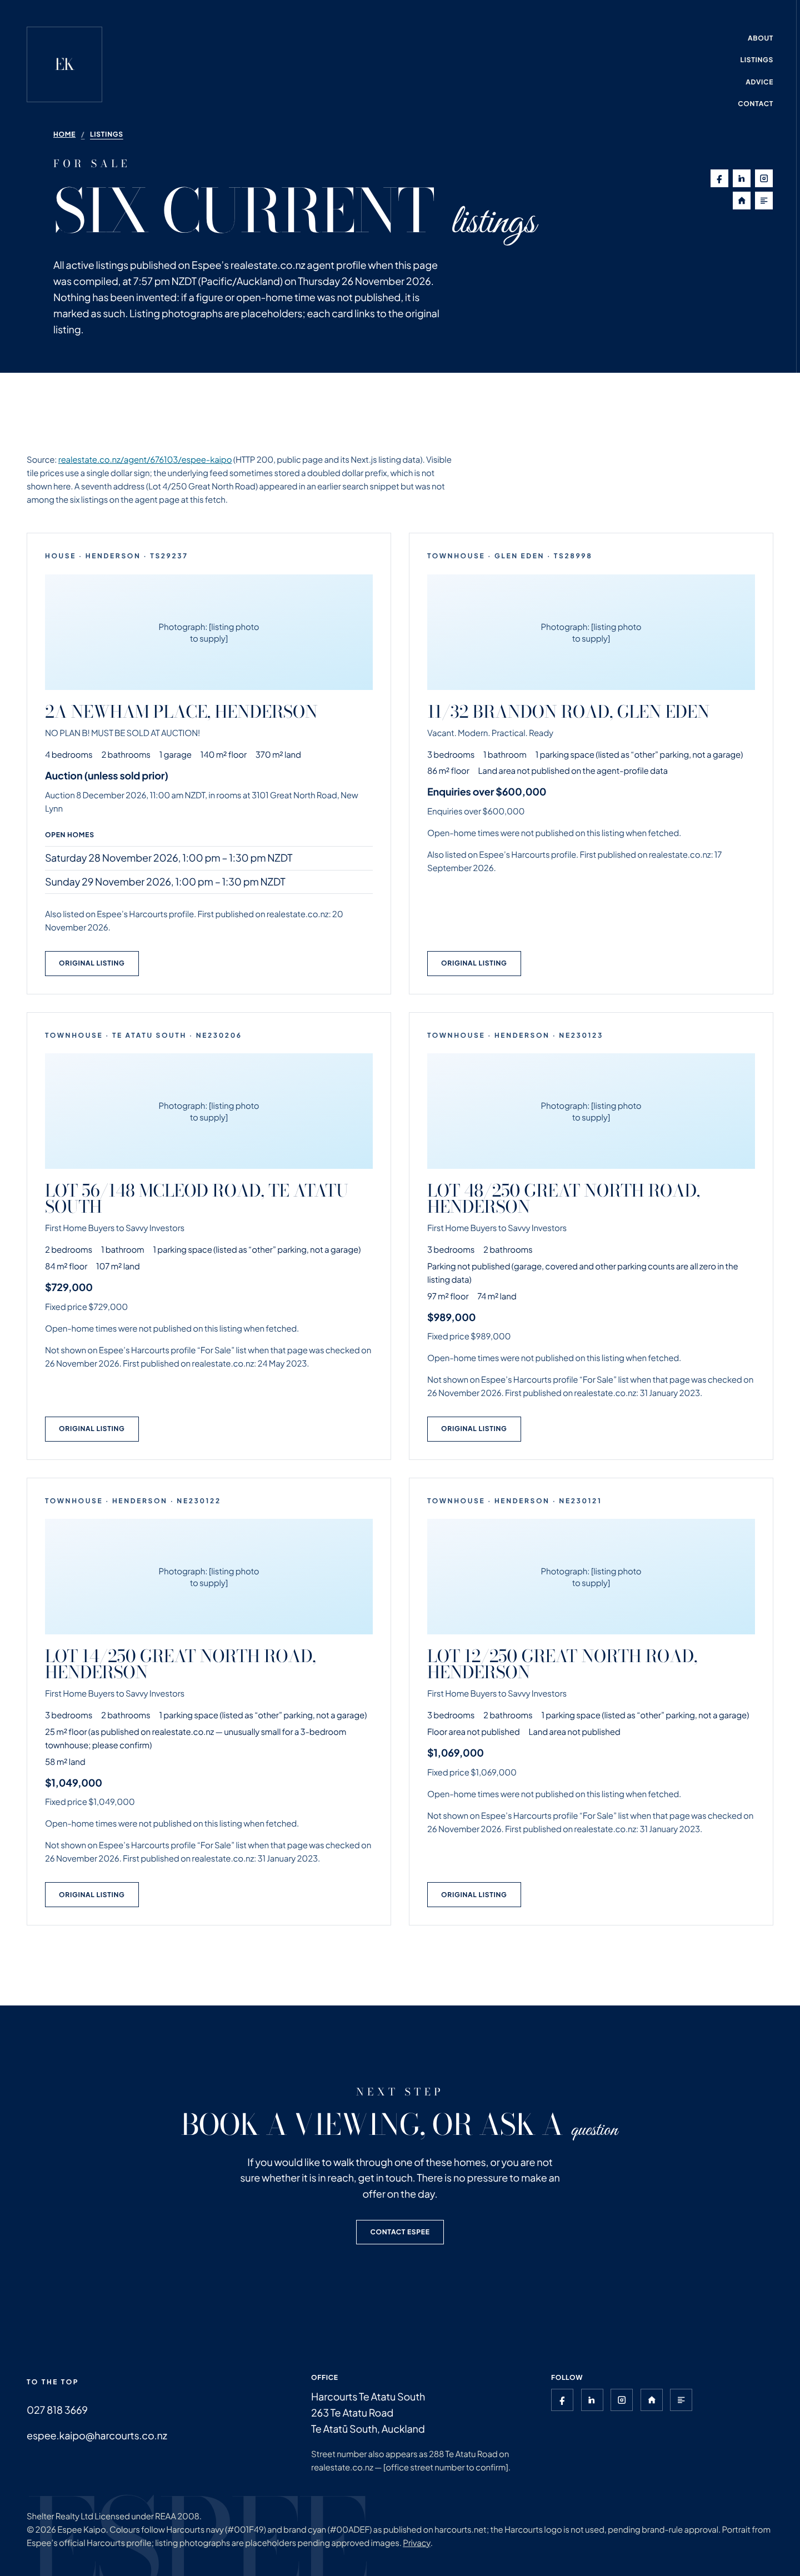 EK
ABOUT
LISTINGS
ADVICE
CONTACT
HOME / LISTINGS
FOR SALE
SIX CURRENT listings
All active listings published on Espee's realestate.co.nz agent profile when this page
was compiled, at 7:57 pm NZDT (Pacific/Auckland) on Thursday 26 November 2026.
Nothing has been invented: if a figure or open-home time was not published, it is
marked as such. Listing photographs are placeholders; each card links to the original
listing.
Source: realestate.co.nz/agent/676103/espee-kaipo (HTTP 200, public page and its Next.js listing data). Visible
tile prices use a single dollar sign; the underlying feed sometimes stored a doubled dollar prefix, which is not
shown here. A seventh address (Lot 4/250 Great North Road) appeared in an earlier search snippet but was not
among the six listings on the agent page at this fetch.
HOUSE · HENDERSON · TS29237
Photograph: [listing photo
to supply]
2A NEWHAM PLACE, HENDERSON
NO PLAN B! MUST BE SOLD AT AUCTION!
4 bedrooms 2 bathrooms 1 garage 140 m² floor 370 m² land
Auction (unless sold prior)
Auction 8 December 2026, 11:00 am NZDT, in rooms at 3101 Great North Road, New
Lynn
OPEN HOMES
Saturday 28 November 2026, 1:00 pm – 1:30 pm NZDT
Sunday 29 November 2026, 1:00 pm – 1:30 pm NZDT
Also listed on Espee's Harcourts profile. First published on realestate.co.nz: 20
November 2026.
ORIGINAL LISTING
TOWNHOUSE · GLEN EDEN · TS28998
Photograph: [listing photo
to supply]
11/32 BRANDON ROAD, GLEN EDEN
Vacant. Modern. Practical. Ready
3 bedrooms 1 bathroom 1 parking space (listed as “other” parking, not a garage)
86 m² floor Land area not published on the agent-profile data
Enquiries over $600,000
Enquiries over $600,000
Open-home times were not published on this listing when fetched.
Also listed on Espee's Harcourts profile. First published on realestate.co.nz: 17
September 2026.
ORIGINAL LISTING
TOWNHOUSE · TE ATATU SOUTH · NE230206
Photograph: [listing photo
to supply]
LOT 56/148 MCLEOD ROAD, TE ATATU
SOUTH
First Home Buyers to Savvy Investors
2 bedrooms 1 bathroom 1 parking space (listed as “other” parking, not a garage)
84 m² floor 107 m² land
$729,000
Fixed price $729,000
Open-home times were not published on this listing when fetched.
Not shown on Espee's Harcourts profile “For Sale” list when that page was checked on
26 November 2026. First published on realestate.co.nz: 24 May 2023.
ORIGINAL LISTING
TOWNHOUSE · HENDERSON · NE230123
Photograph: [listing photo
to supply]
LOT 48/250 GREAT NORTH ROAD,
HENDERSON
First Home Buyers to Savvy Investors
3 bedrooms 2 bathrooms
Parking not published (garage, covered and other parking counts are all zero in the
listing data)
97 m² floor 74 m² land
$989,000
Fixed price $989,000
Open-home times were not published on this listing when fetched.
Not shown on Espee's Harcourts profile “For Sale” list when that page was checked on
26 November 2026. First published on realestate.co.nz: 31 January 2023.
ORIGINAL LISTING
TOWNHOUSE · HENDERSON · NE230122
Photograph: [listing photo
to supply]
LOT 14/250 GREAT NORTH ROAD,
HENDERSON
First Home Buyers to Savvy Investors
3 bedrooms 2 bathrooms 1 parking space (listed as “other” parking, not a garage)
25 m² floor (as published on realestate.co.nz — unusually small for a 3-bedroom
townhouse; please confirm)
58 m² land
$1,049,000
Fixed price $1,049,000
Open-home times were not published on this listing when fetched.
Not shown on Espee's Harcourts profile “For Sale” list when that page was checked on
26 November 2026. First published on realestate.co.nz: 31 January 2023.
ORIGINAL LISTING
TOWNHOUSE · HENDERSON · NE230121
Photograph: [listing photo
to supply]
LOT 12/250 GREAT NORTH ROAD,
HENDERSON
First Home Buyers to Savvy Investors
3 bedrooms 2 bathrooms 1 parking space (listed as “other” parking, not a garage)
Floor area not published Land area not published
$1,069,000
Fixed price $1,069,000
Open-home times were not published on this listing when fetched.
Not shown on Espee's Harcourts profile “For Sale” list when that page was checked on
26 November 2026. First published on realestate.co.nz: 31 January 2023.
ORIGINAL LISTING
NEXT STEP
BOOK A VIEWING, OR ASK A question
If you would like to walk through one of these homes, or you are not
sure whether it is in reach, get in touch. There is no pressure to make an
offer on the day.
CONTACT ESPEE
TO THE TOP
027 818 3669
espee.kaipo@harcourts.co.nz
OFFICE
Harcourts Te Atatu South
263 Te Atatu Road
Te Atatū South, Auckland
Street number also appears as 288 Te Atatu Road on
realestate.co.nz — [office street number to confirm].
FOLLOW
ESPEE
Shelter Realty Ltd Licensed under REAA 2008.
© 2026 Espee Kaipo. Colours follow Harcourts navy (#001F49) and brand cyan (#00ADEF) as published on harcourts.net; the Harcourts logo is not used, pending brand-rule approval. Portrait from
Espee's official Harcourts profile; listing photographs are placeholders pending approved images. Privacy.